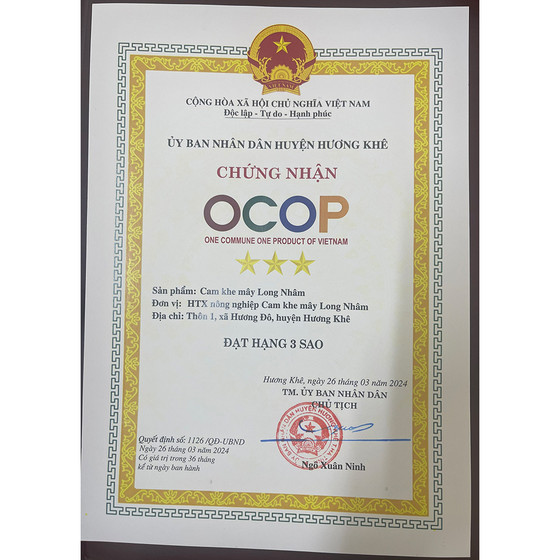 VIỆT NAM
CỘNG HÒA XÃ HỘI CHỦ NGHĨA VIỆT NAM
Độc lập - Tự do - Hạnh phúc
ỦY BAN NHÂN DÂN HUYỆN HƯƠNG KHÊ
CHỨNG NHẬN
OCOP
ONE COMMUNE ONE PRODUCT OF VIETNAM
Sản phẩm: Cam khe mây Long Nhâm
Đơn vị: HTX nông nghiệp Cam khe mây Long Nhâm
Địa chỉ: Thôn 1, xã Hương Đô, huyện Hương Khê
ĐẠT HẠNG 3 SAO
Hương Khê, ngày 26 tháng 03 năm 2024
TM. ỦY BAN NHÂN DÂN
CHỦ TỊCH
Quyết định số: 1126 /QĐ-UBND
Ngày 26 tháng 03 năm 2024
Có giá trị trong 36 tháng
kể từ ngày ban hành
Ngô Xuân Ninh